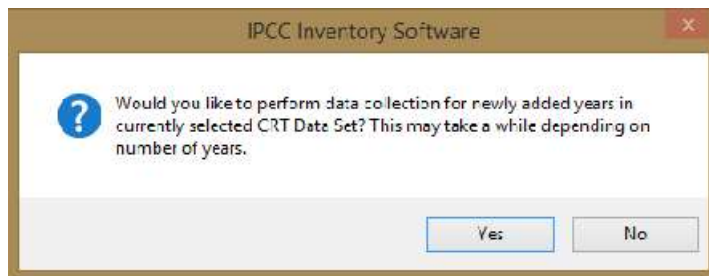 IPCC Inventory Software
x
Would you like to perform data collection for newly added years in
currently selected CRT Data Set? This may take a while depending on
number of years.
Yes
No